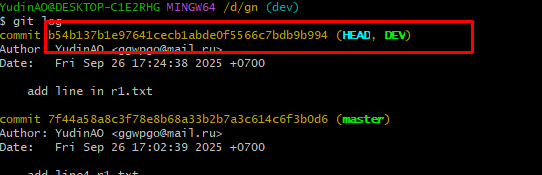 YudinAO@DESKTOP-C1E2RHG MINGW64 /d/gn (dev)
$ git log
commit b54b137b1e97641cecb1abde0f5566c7bdb9b994 (HEAD, DEV)
Author: YudinAO <ggwpgo@mail.ru>
Date:   Fri Sep 26 17:24:38 2025 +0700
    add line in r1.txt
commit 7f44a58a8c3f78e8b68a33b2b7a3c614c6f3b0d6 (master)
Author: YudinAO <ggwpgo@mail.ru>
Date:   Fri Sep 26 17:02:39 2025 +0700
    add line4 r1.txt